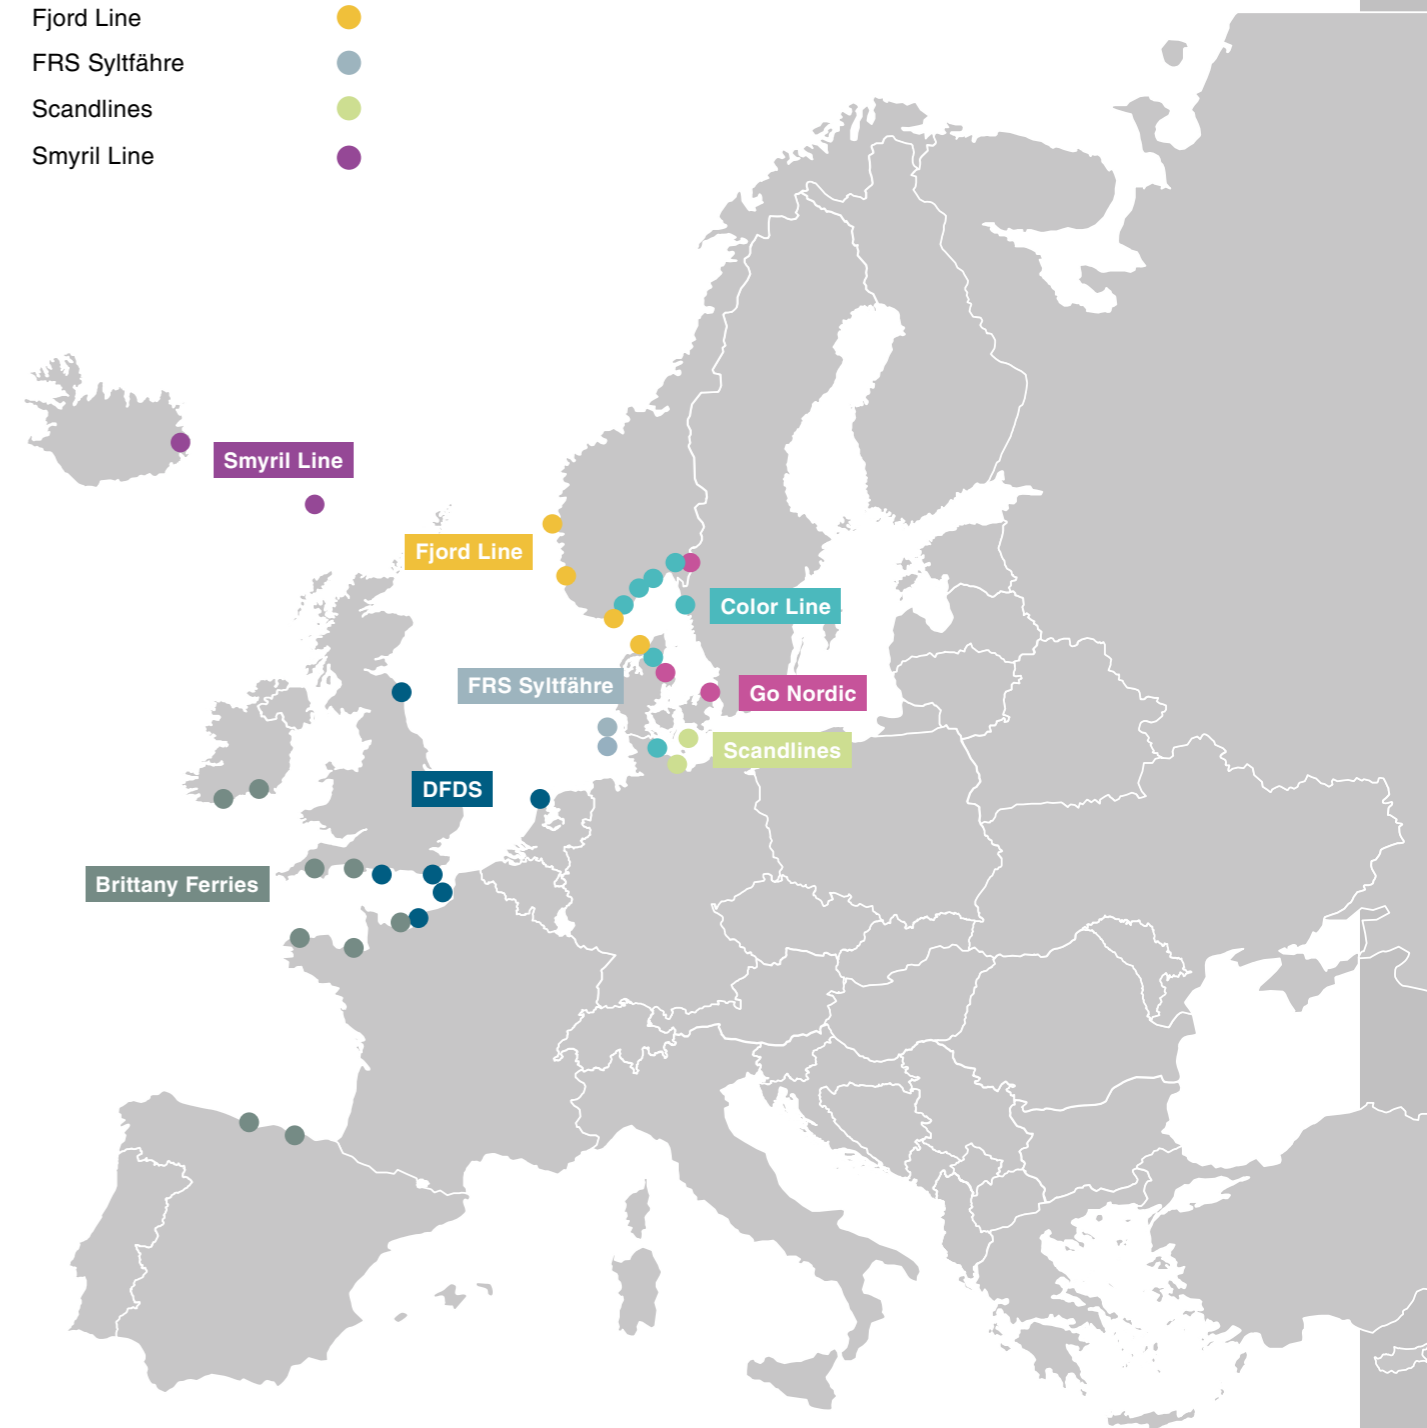 Fjord Line
FRS Syltfähre
Scandlines
Smyril Line
Smyril Line
Fjord Line
Color Line
FRS Syltfähre
Go Nordic
Scandlines
DFDS
Brittany Ferries